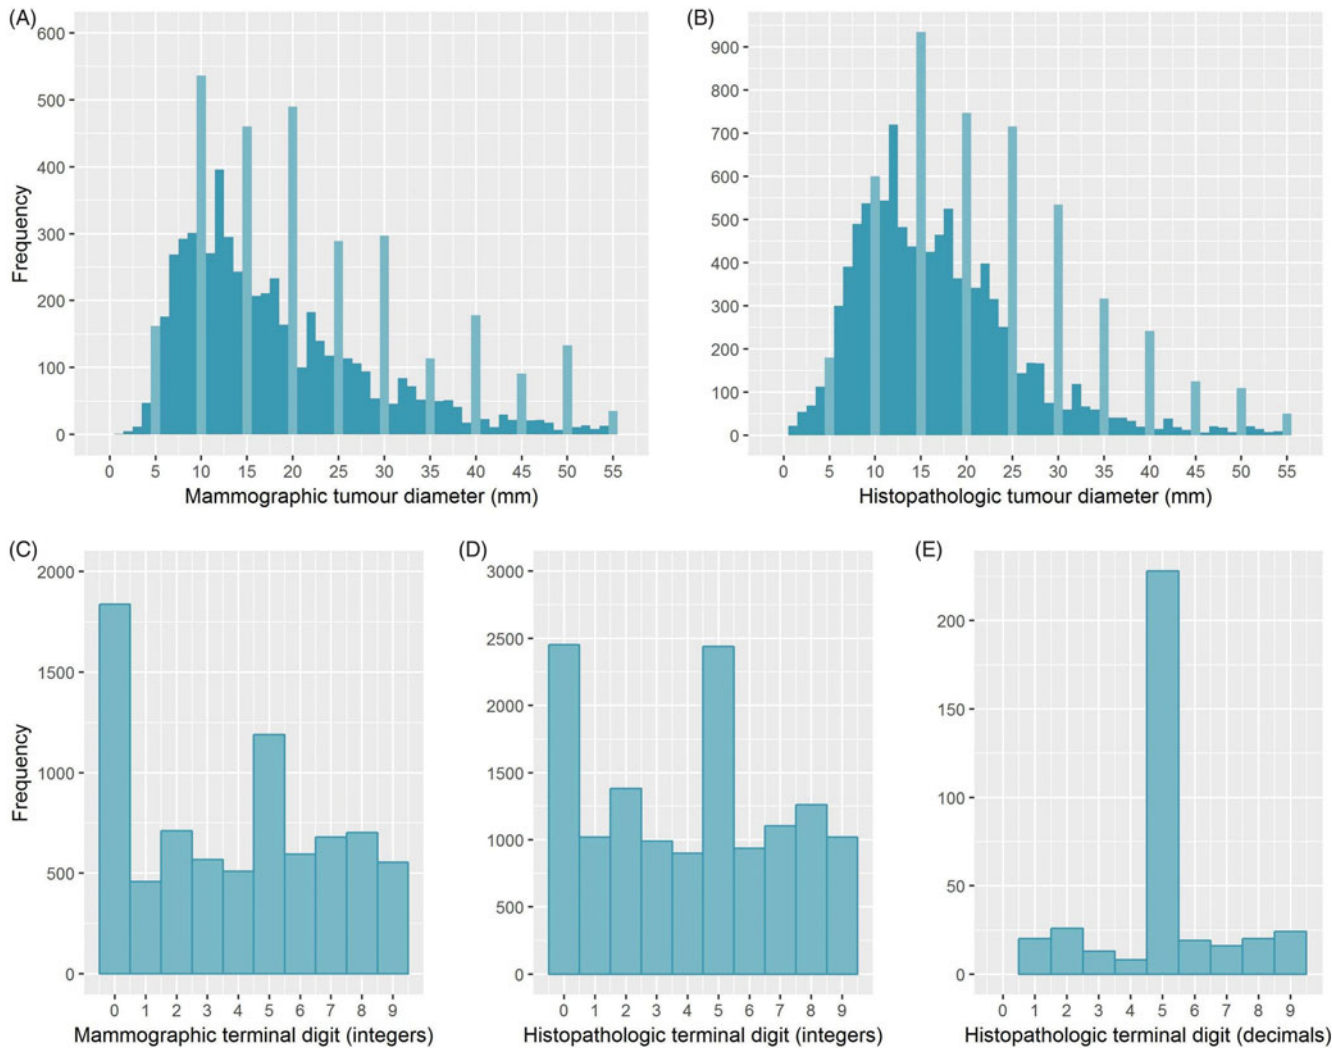 (A)
600
500
400
300
200
100
0
Frequency
0 5 10 15 20 25 30 35 40 45 50 55
Mammographic tumour diameter (mm)
(B)
900
800
700
600
500
400
300
200
100
0
0 5 10 15 20 25 30 35 40 45 50 55
Histopathologic tumour diameter (mm)
(C)
2000
1500
1000
500
0
Frequency
0 1 2 3 4 5 6 7 8 9
Mammographic terminal digit (integers)
(D)
3000
2500
2000
1500
1000
500
0
0 1 2 3 4 5 6 7 8 9
Histopathologic terminal digit (integers)
(E)
200
150
100
50
0
0 1 2 3 4 5 6 7 8 9
Histopathologic terminal digit (decimals)